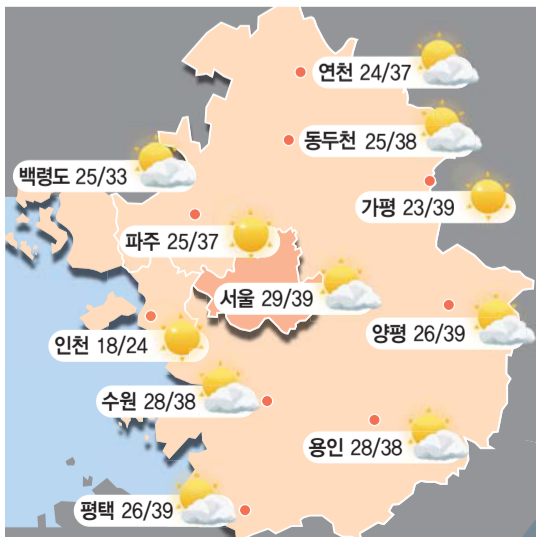 연천 24/37
동두천 25/38
백령도 25/33
가평 23/39
파주 25/37
서울 29/39
양평 26/39
인천 18/24
수원 28/38
용인 28/38
평택 26/39